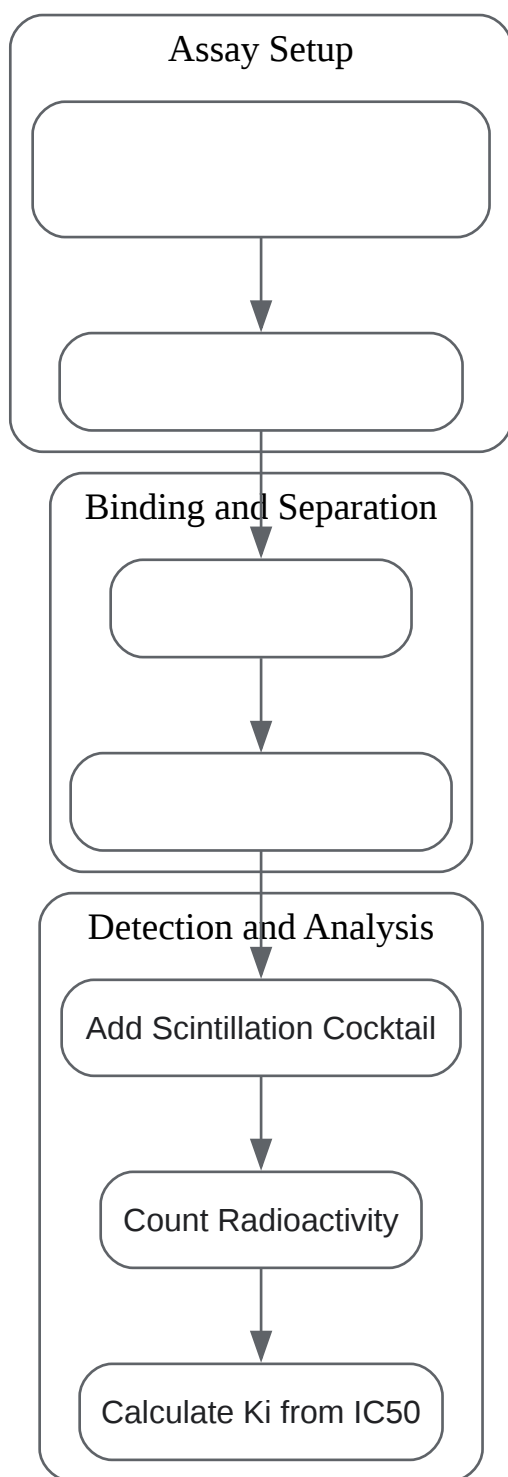 Assay Setup
Binding and Separation
Detection and Analysis
Add Scintillation Cocktail
Count Radioactivity
Calculate Ki from IC50